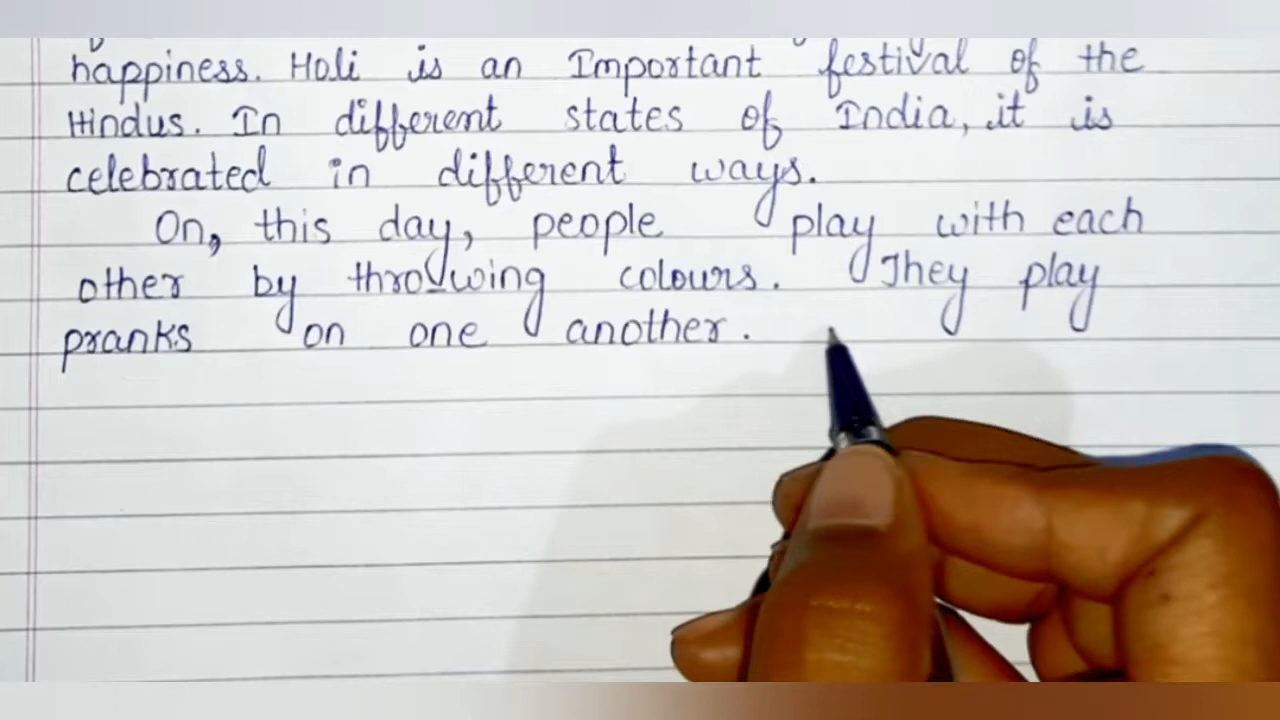 happiness. Holi is an Important festival of the
Hindus. In different states of India, it is
celebrated in different ways.
On, this day, people play with each
other by throwing colours. They play
pranks on one another.